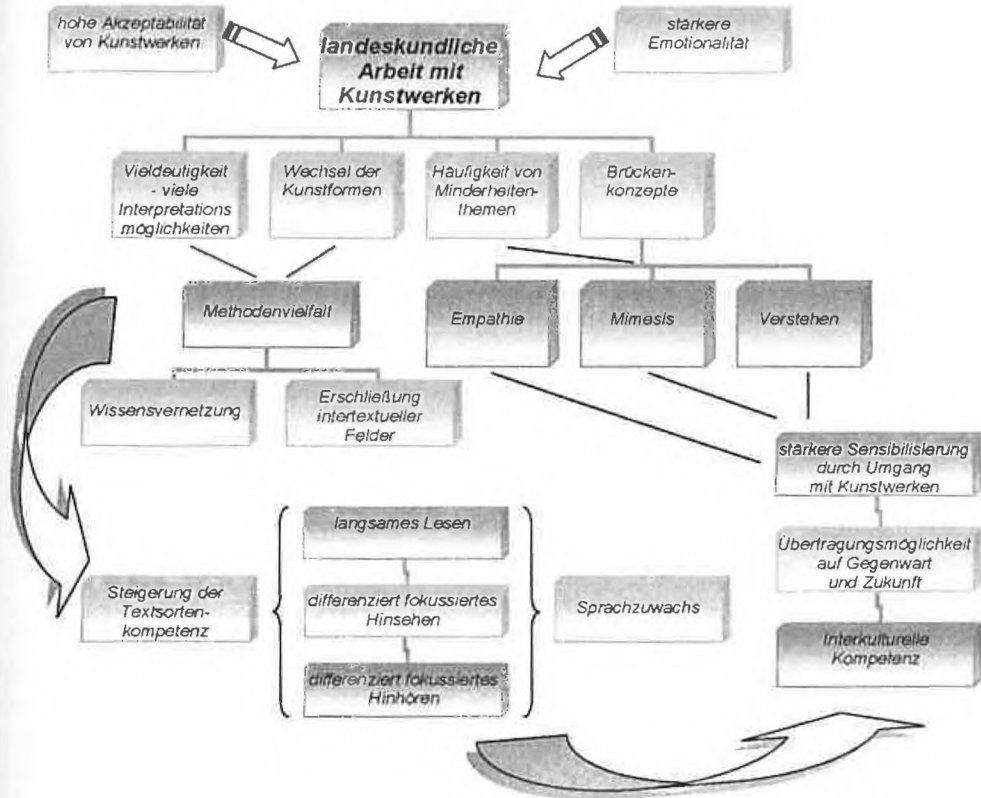 hohe Akzeptabilität
von Kunstwerken
landeskundliche
Arbeit mit
Kunstwerken
stärkere
Emotionalität
Vieldeutigkeit
- viele
Interpretations
möglichkeiten
Wechsel der
Kunstformen
Häufigkeit von
Minderheiten-
themen
Brücken-
konzepte
Methodenvielfalt
Empathie
Mimesis
Verstehen
Wissensvernetzung
Erschließung
intertextueller
Felder
stärkere Sensibilisierung
durch Umgang
mit Kunstwerken
Übertragungsmöglichkeit
auf Gegenwart
und Zukunft
Interkulturelle
Kompetenz
Steigerung der
Textsorten-
kompetenz
langsames Lesen
differenziert fokussiertes
Hinsehen
differenziert fokussiertes
Hinhören
Sprachzuwachs